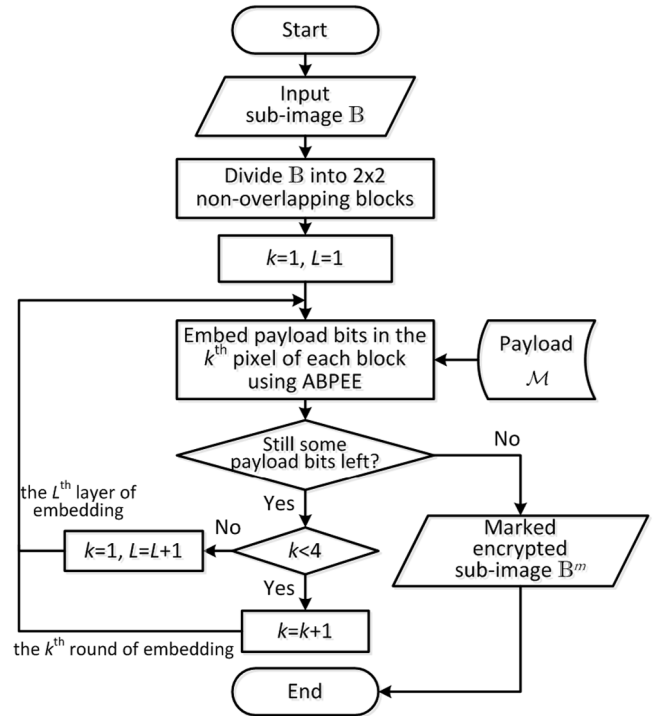 Start
Input
sub-image 𝔹
Divide 𝔹 into 2x2
non-overlapping blocks
k=1, L=1
Embed payload bits in the
kth pixel of each block
using ABPEE
Payload
ℳ
Still some
payload bits left?
No
Yes
the Lth layer of
embedding
k=1, L=L+1
No
k<4
Marked
encrypted
sub-image 𝔹m
Yes
k=k+1
the kth round of embedding
End